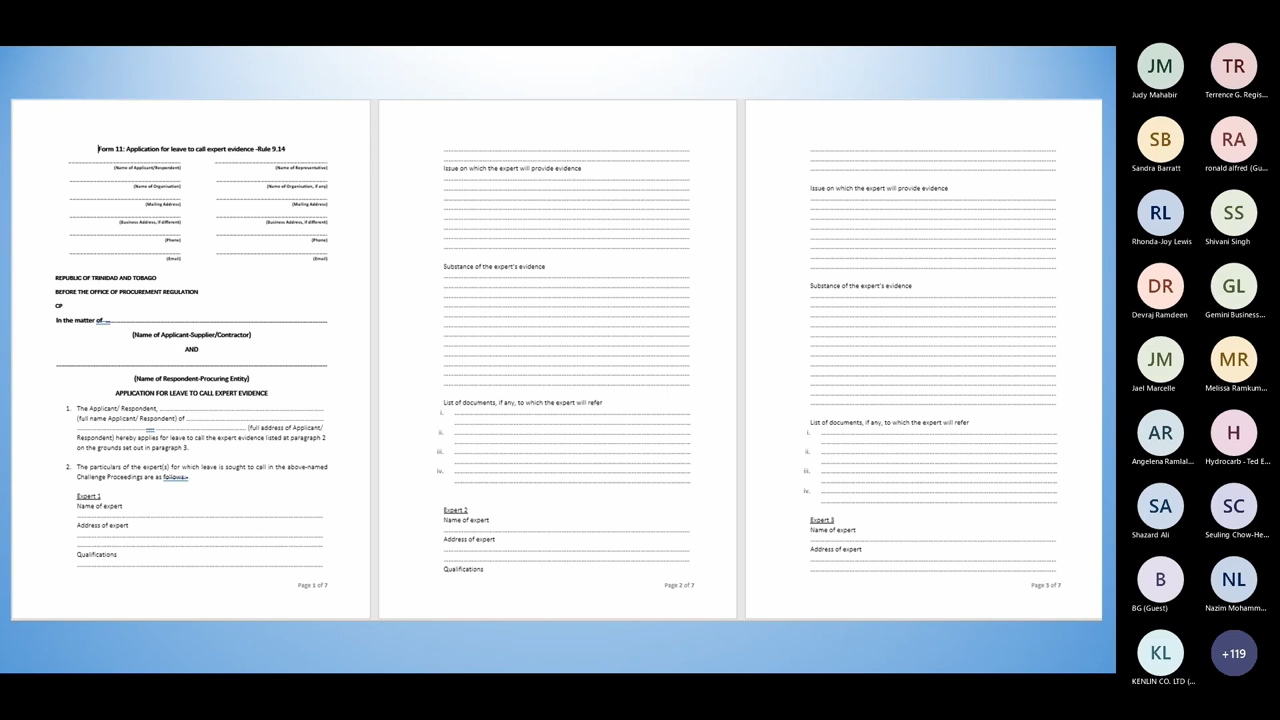 Form 11: Application for leave to call expert evidence -Rule 9.14
(Name of Applicant/Respondent) (Name of Representative)
(Name of Organisation) (Name of Organisation, if any)
(Mailing Address) (Mailing Address)
(Business Address, if different) (Business Address, if different)
(Phone) (Phone)
(Email) (Email)
REPUBLIC OF TRINIDAD AND TOBAGO
BEFORE THE OFFICE OF PROCUREMENT REGULATION
CP
In the matter of
(Name of Applicant-Supplier/Contractor)
AND
(Name of Respondent-Procuring Entity)
APPLICATION FOR LEAVE TO CALL EXPERT EVIDENCE
1. The Applicant/ Respondent,
(full name Applicant/ Respondent) of
(full address of Applicant/
Respondent) hereby applies for leave to call the expert evidence listed at paragraph 2
on the grounds set out in paragraph 3.
2. The particulars of the expert(s) for which leave is sought to call in the above-named
Challenge Proceedings are as follows:-
Expert 1
Name of expert
Address of expert
Qualifications
Page 1 of 7
Issue on which the expert will provide evidence
Substance of the expert's evidence
List of documents, if any, to which the expert will refer
i.
ii.
iii.
iv.
Expert 2
Name of expert
Address of expert
Qualifications
Page 2 of 7
Issue on which the expert will provide evidence
Substance of the expert's evidence
List of documents, if any, to which the expert will refer
i.
ii.
iii.
iv.
Expert 3
Name of expert
Address of expert
Page 3 of 7
JM TR
Judy Mahabir Terrence G. Regis...
SB RA
Sandra Barratt ronald alfred (Gu...
RL SS
Rhonda-Joy Lewis Shivani Singh
DR GL
Devraj Ramdeen Gemini Business...
JM MR
Jael Marcelle Melissa Ramkum...
AR H
Angelena Ramlal... Hydrocarb - Ted E...
SA SC
Shazard Ali Seuling Chow-He...
B NL
BG (Guest) Nazim Mohamm...
KL +119
KENLIN CO. LTD (...